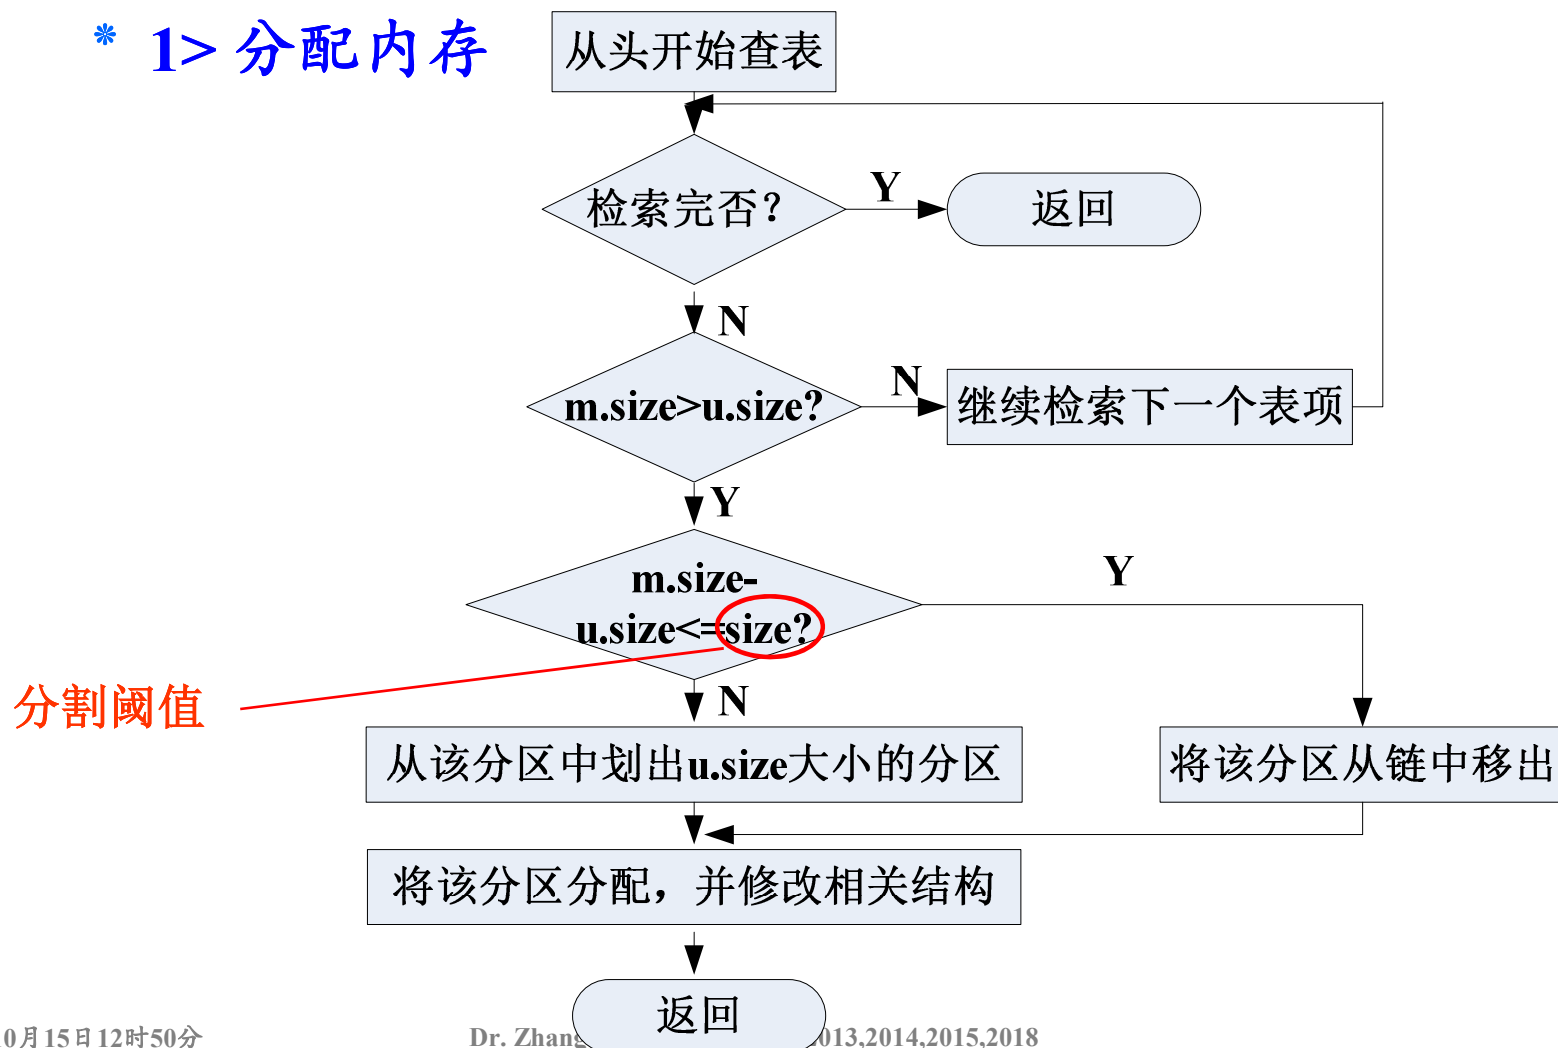 * 1> 分配内存
从头开始查表
检索完否?
Y
返回
N
m.size>u.size?
N
继续检索下一个表项
Y
m.size-
u.size<=size?
Y
分割阈值
N
从该分区中划出u.size大小的分区
将该分区从链中移出
将该分区分配，并修改相关结构
返回
0月15日12时50分
Dr. Zhang
013,2014,2015,2018